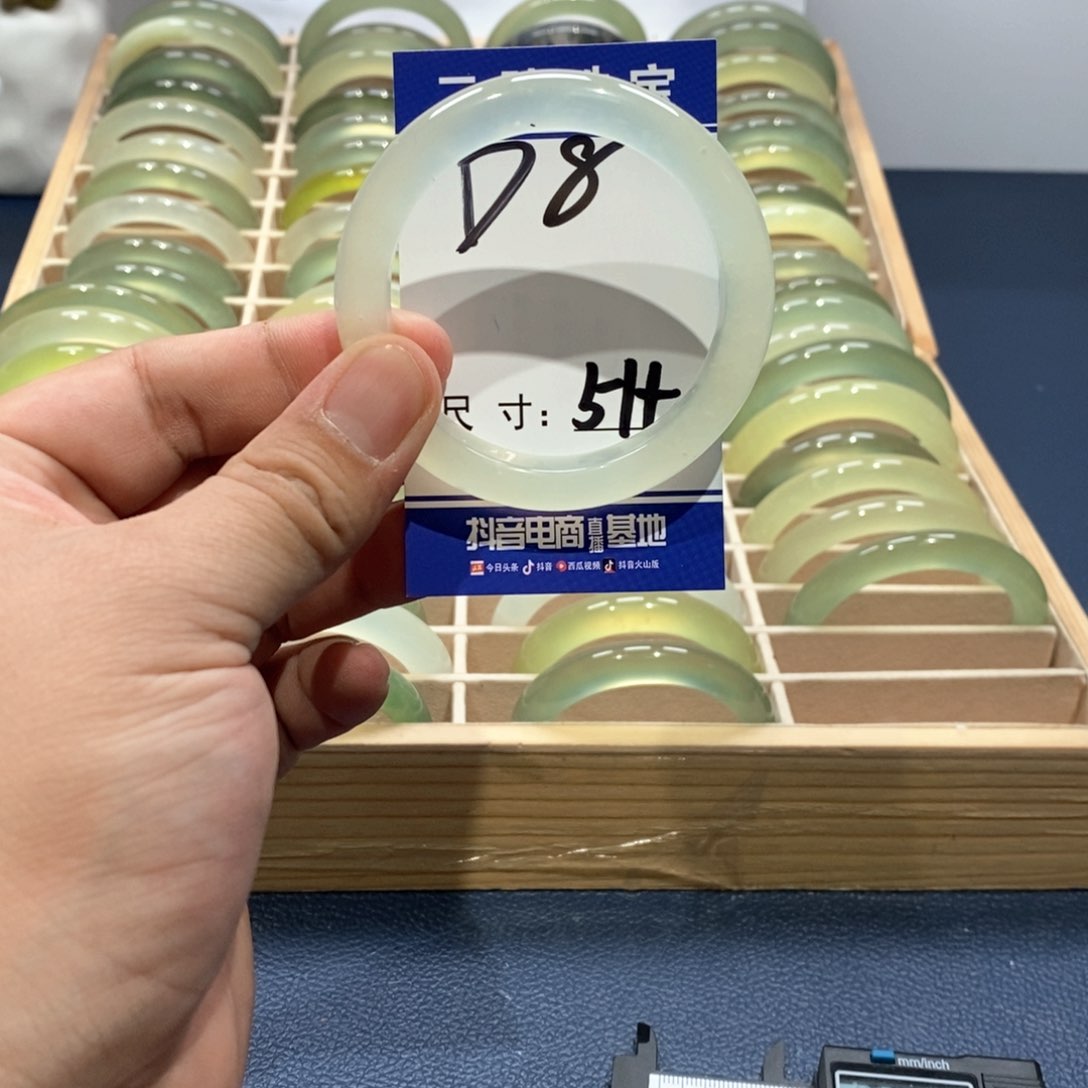 D8
尺 寸: 5H
抖音电商直播基地
今日头条 抖音 西瓜视频 抖音火山版
mm/inch